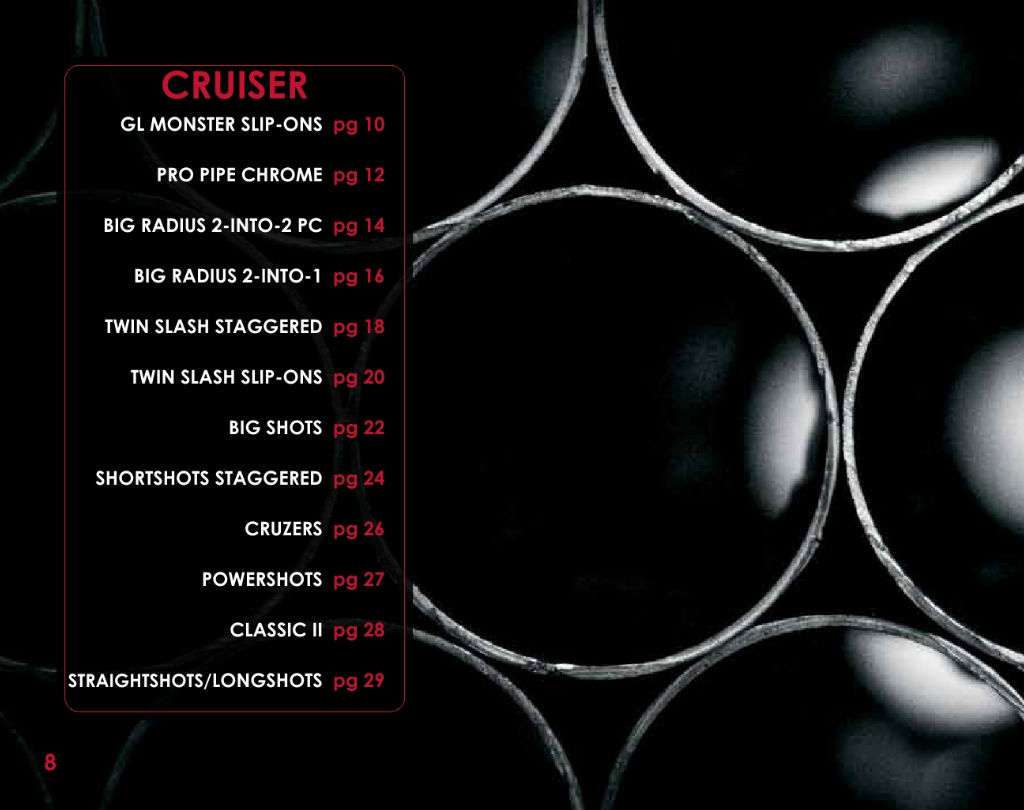 CRUISER
GL MONSTER SLIP-ONS pg 10
PRO PIPE CHROME pg 12
BIG RADIUS 2-INTO-2 PC pg 14
BIG RADIUS 2-INTO-1 pg 16
TWIN SLASH STAGGERED pg 18
TWIN SLASH SLIP-ONS pg 20
BIG SHOTS pg 22
SHORTSHOTS STAGGERED pg 24
CRUZERS pg 26
POWERSHOTS pg 27
CLASSIC II pg 28
STRAIGHTSHOTS/LONGSHOTS pg 29
8